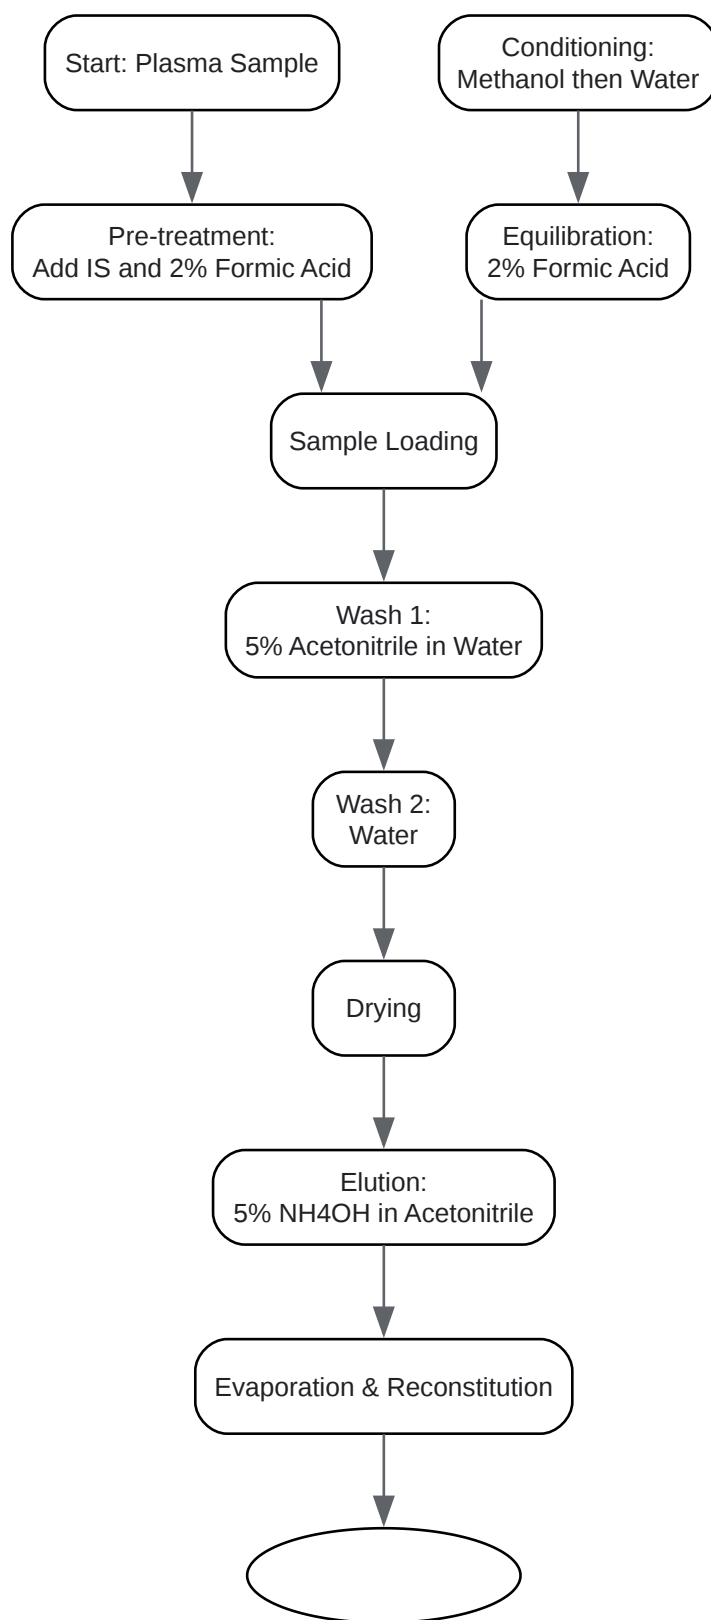 Start: Plasma Sample
Conditioning:
Methanol then Water
Pre-treatment:
Add IS and 2% Formic Acid
Equilibration:
2% Formic Acid
Sample Loading
Wash 1:
5% Acetonitrile in Water
Wash 2:
Water
Drying
Elution:
5% NH4OH in Acetonitrile
Evaporation & Reconstitution